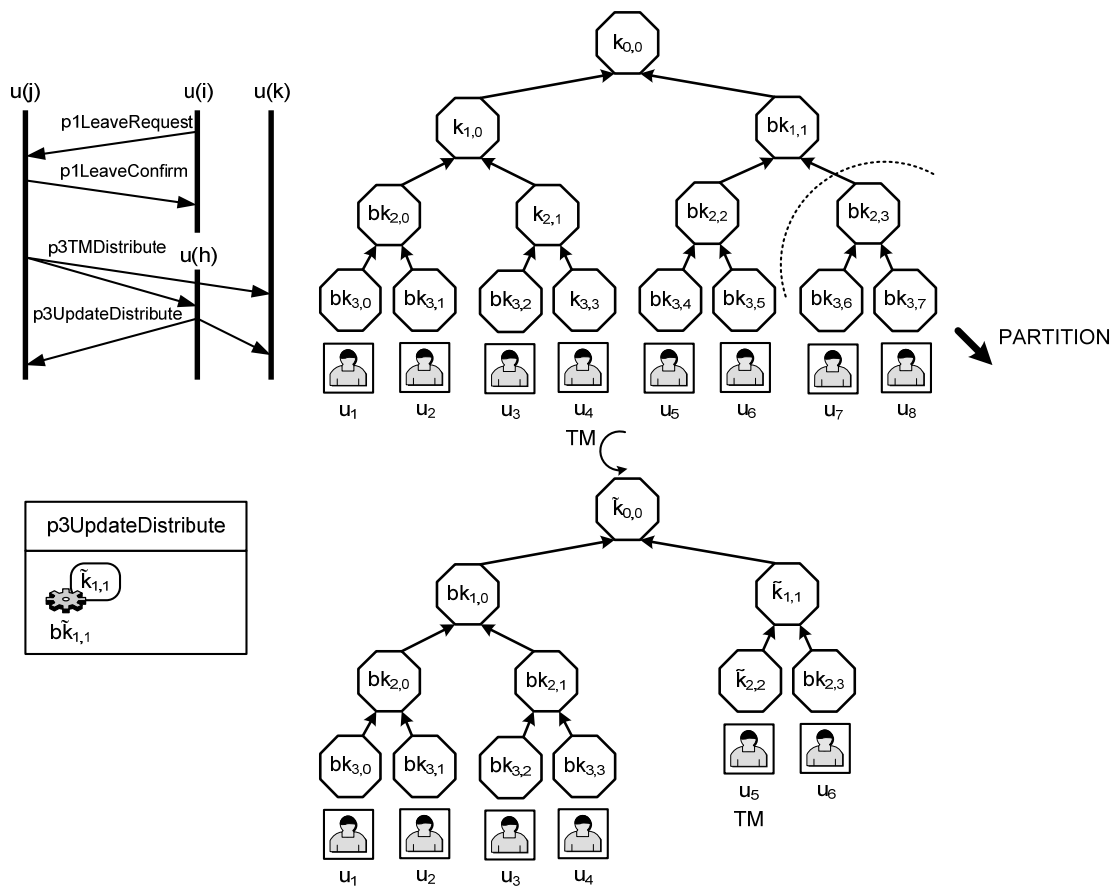 k0,0
u(j) u(i) u(k)
p1LeaveRequest
k1,0 bk1,1
p1LeaveConfirm
bk2,0 k2,1 bk2,2 bk2,3
p3TMDistribute
u(h)
bk3,0 bk3,1 bk3,2 k3,3 bk3,4 bk3,5 bk3,6 bk3,7
p3UpdateDistribute
PARTITION
u1 u2 u3 u4 u5 u6 u7 u8
TM
k̃0,0
p3UpdateDistribute
k̃1,1
bk̃1,1
bk1,0 k̃1,1
bk2,0 bk2,1 k̃2,2 bk2,3
bk3,0 bk3,1 bk3,2 bk3,3
u5 u6
TM
u1 u2 u3 u4